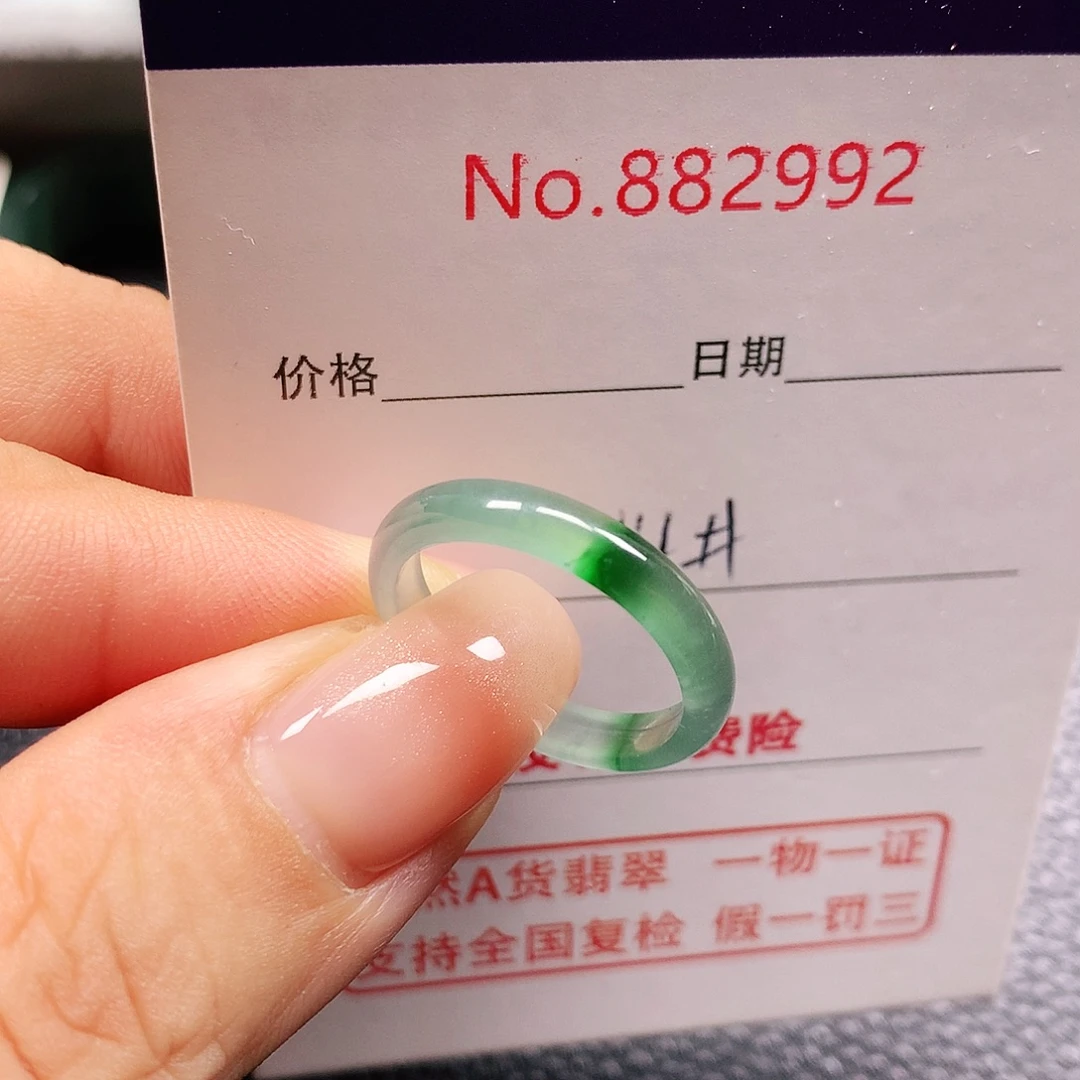 No.882992
价格 日期
费险
A货翡翠 一物一证
支持全国复检 假一罚三